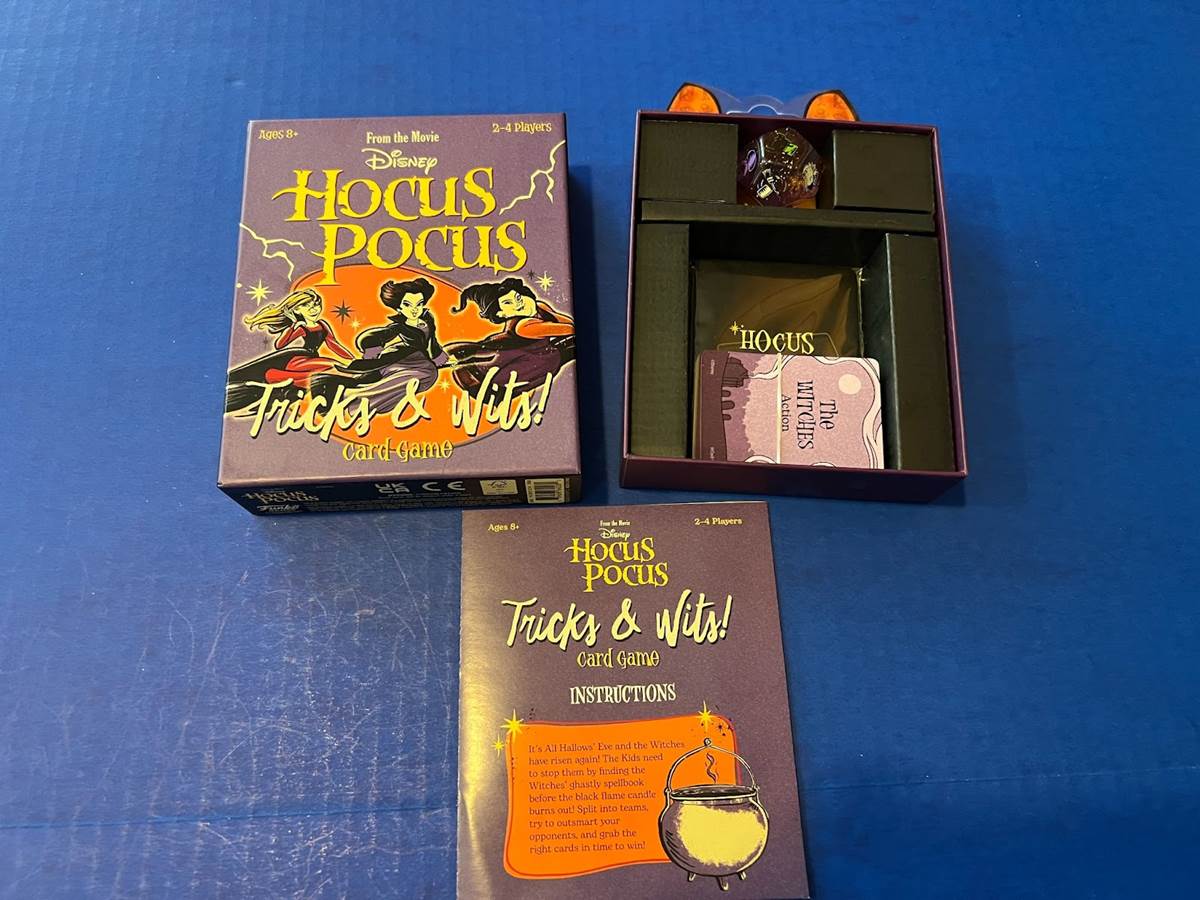 Ages 8+
2-4 Players
From the Movie
Disney
HOCUS
POCUS
Tricks & Wits!
Card Game
HOCUS
POCUS
Funko
UK
CA
CE
HOCUS
The
WITCHES
Action
Ages 8+
2-4 Players
From the Movie
Disney
HOCUS
POCUS
Tricks & Wits!
Card Game
INSTRUCTIONS
It's All Hallows' Eve and the Witches
have risen again! The Kids need
to stop them by finding the
Witches' ghastly spellbook
before the black flame candle
burns out! Split into teams,
try to outsmart your
opponents, and grab the
right cards in time to win!